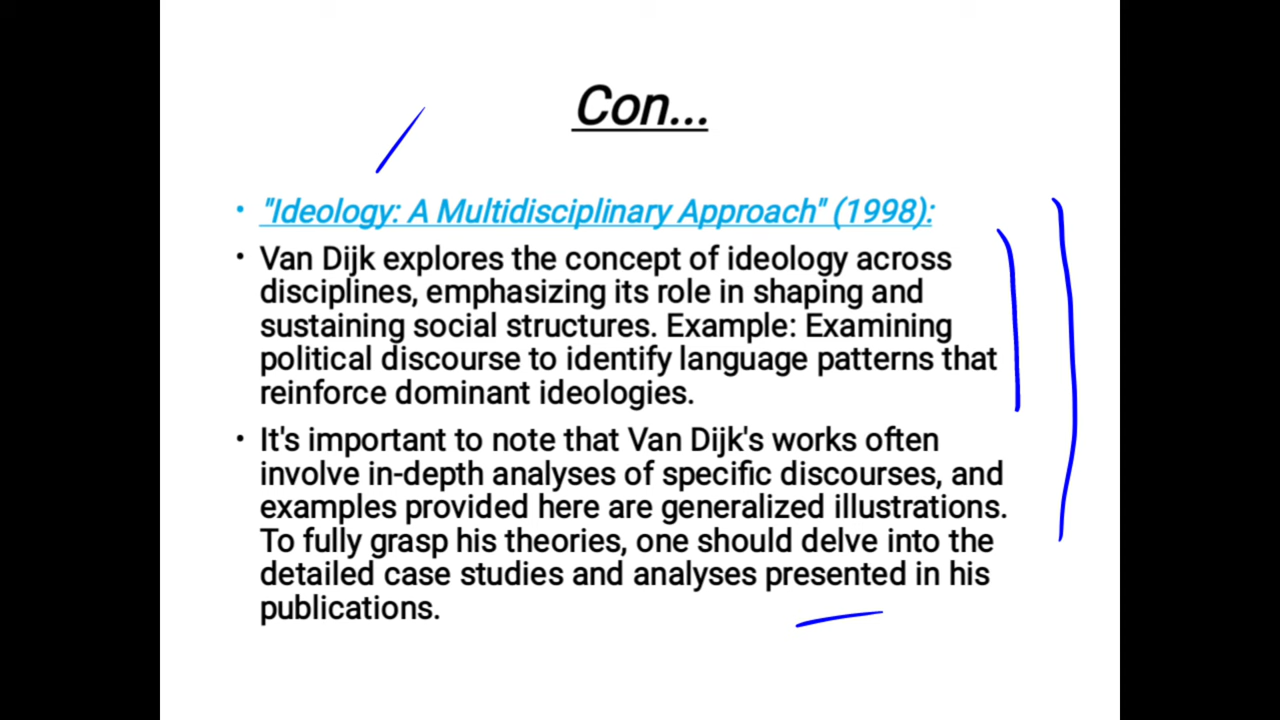 Con...
• "Ideology: A Multidisciplinary Approach" (1998):
• Van Dijk explores the concept of ideology across
disciplines, emphasizing its role in shaping and
sustaining social structures. Example: Examining
political discourse to identify language patterns that
reinforce dominant ideologies.
• It's important to note that Van Dijk's works often
involve in-depth analyses of specific discourses, and
examples provided here are generalized illustrations.
To fully grasp his theories, one should delve into the
detailed case studies and analyses presented in his
publications.